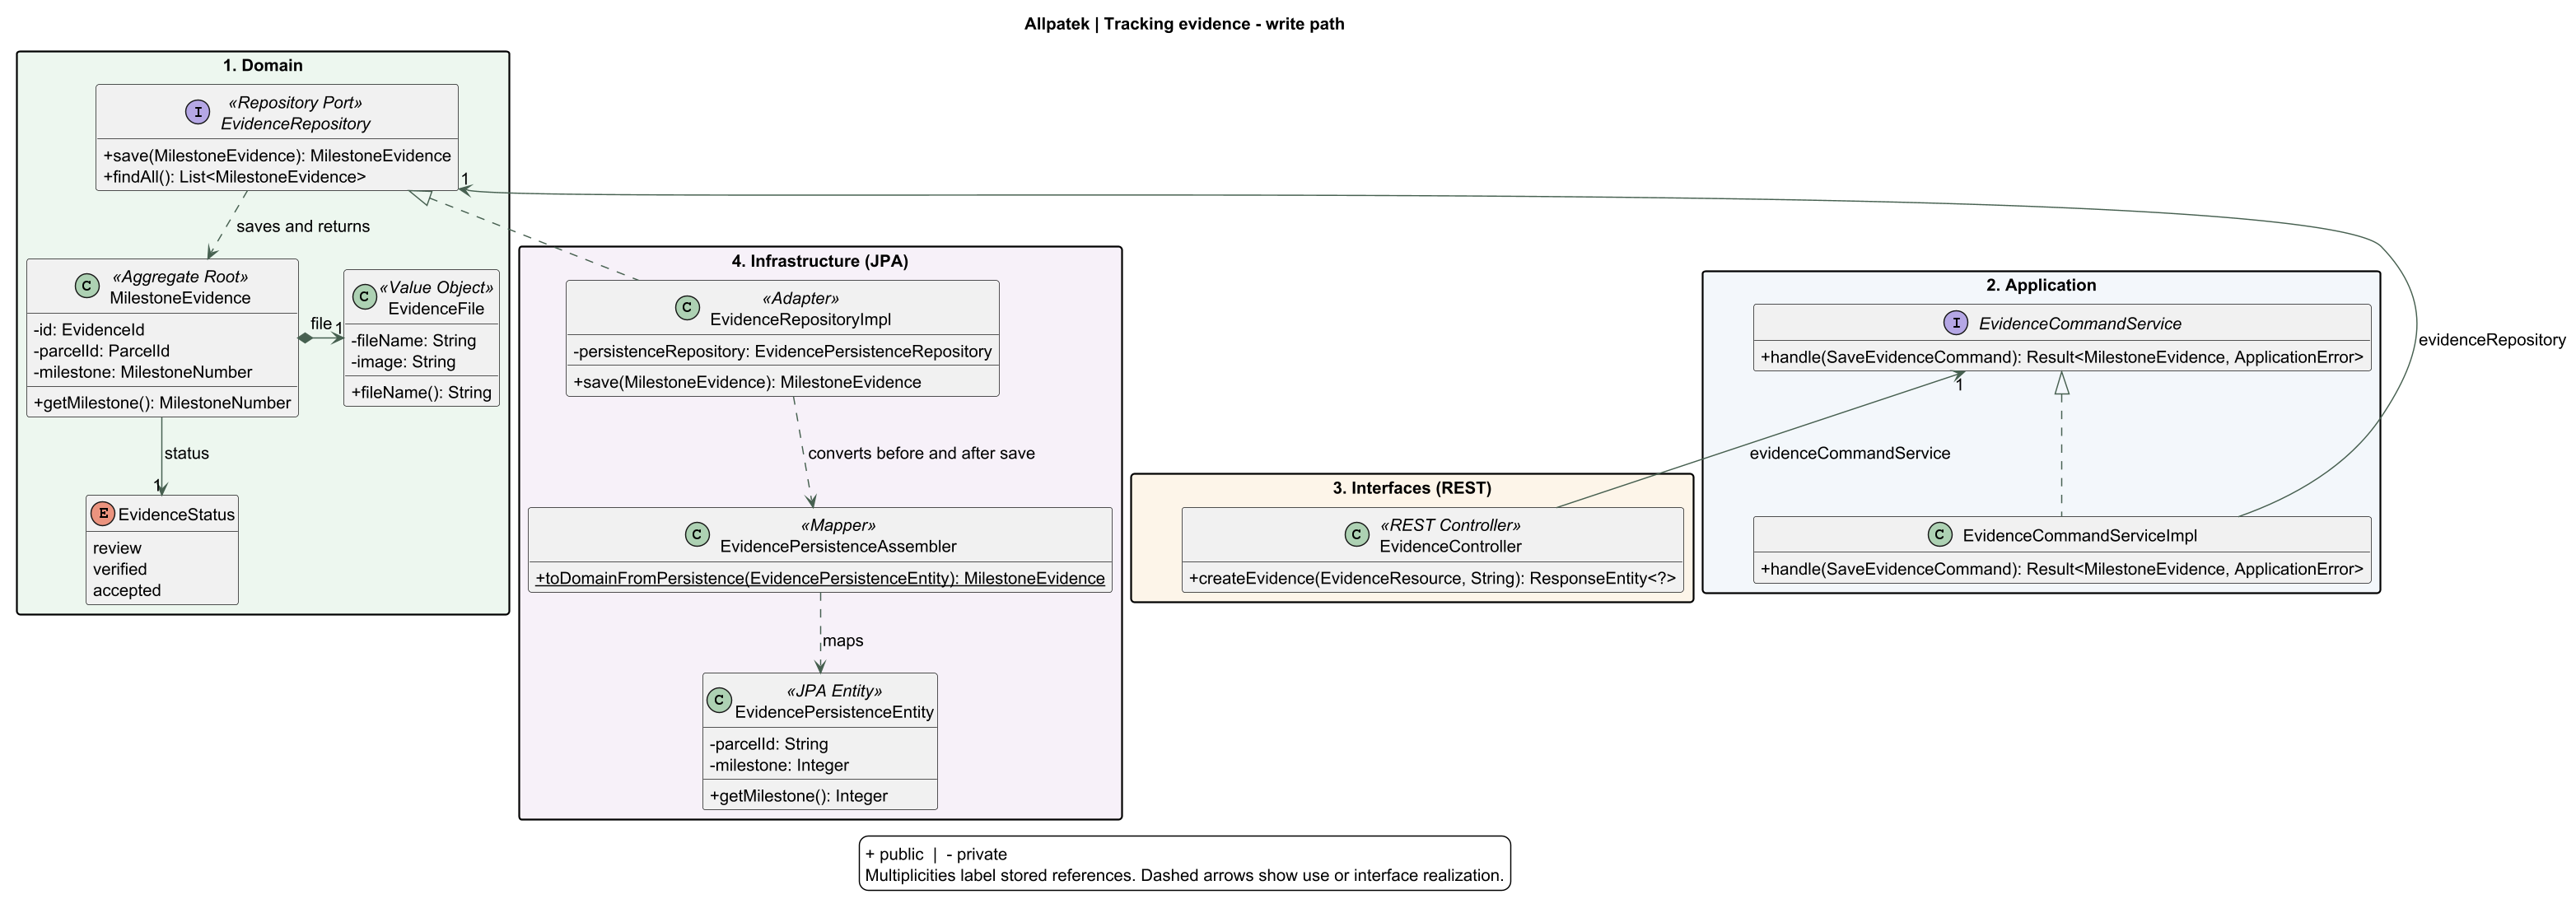 Allpatek | Tracking evidence - write path
1. Domain
I
«Repository Port»
EvidenceRepository
+save(MilestoneEvidence): MilestoneEvidence
+findAll(): List<MilestoneEvidence>
1
saves and returns
C
«Aggregate Root»
MilestoneEvidence
-id: EvidenceId
-parcelId: ParcelId
-milestone: MilestoneNumber
+getMilestone(): MilestoneNumber
file
1
C
«Value Object»
EvidenceFile
-fileName: String
-image: String
+fileName(): String
status
1
E
EvidenceStatus
review
verified
accepted
4. Infrastructure (JPA)
C
«Adapter»
EvidenceRepositoryImpl
-persistenceRepository: EvidencePersistenceRepository
+save(MilestoneEvidence): MilestoneEvidence
converts before and after save
C
«Mapper»
EvidencePersistenceAssembler
+toDomainFromPersistence(EvidencePersistenceEntity): MilestoneEvidence
maps
C
«JPA Entity»
EvidencePersistenceEntity
-parcelId: String
-milestone: Integer
+getMilestone(): Integer
3. Interfaces (REST)
C
«REST Controller»
EvidenceController
+createEvidence(EvidenceResource, String): ResponseEntity<?>
evidenceCommandService
1
2. Application
I
EvidenceCommandService
+handle(SaveEvidenceCommand): Result<MilestoneEvidence, ApplicationError>
C
EvidenceCommandServiceImpl
+handle(SaveEvidenceCommand): Result<MilestoneEvidence, ApplicationError>
evidenceRepository
+ public | - private
Multiplicities label stored references. Dashed arrows show use or interface realization.